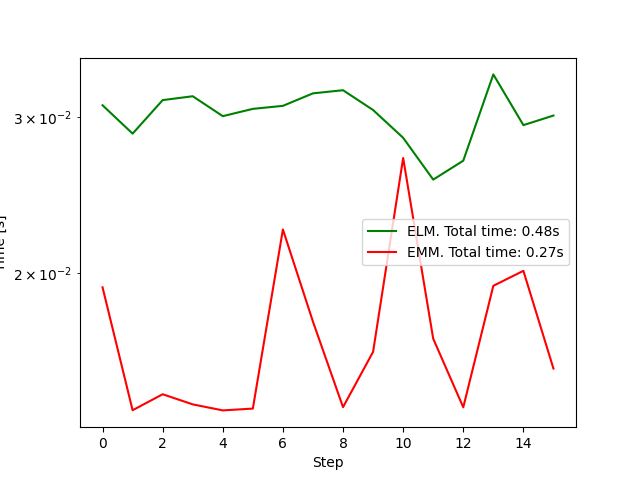 3 × 10⁻²
2 × 10⁻²
Time [s]
ELM. Total time: 0.48s
EMM. Total time: 0.27s
0 2 4 6 8 10 12 14
Step